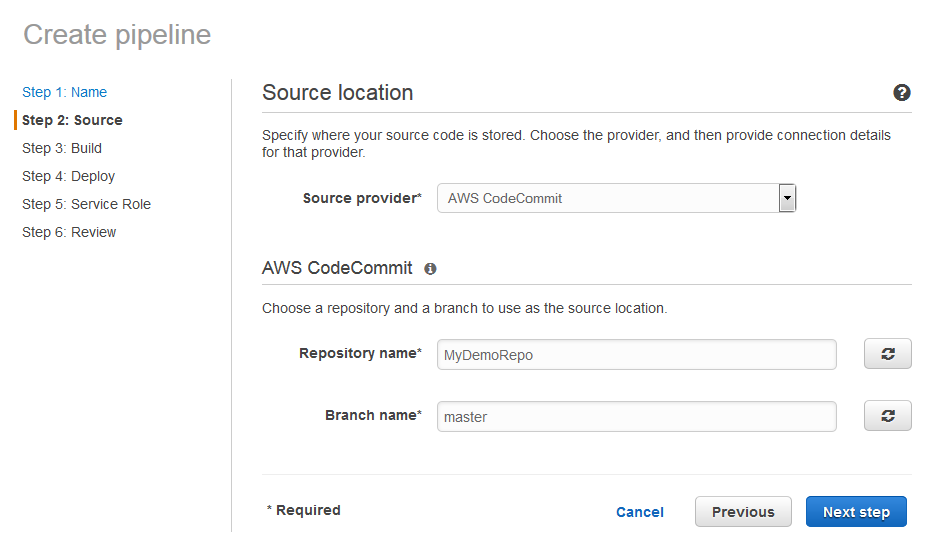 Create pipeline
Step 1: Name
Step 2: Source
Step 3: Build
Step 4: Deploy
Step 5: Service Role
Step 6: Review
Source location
Specify where your source code is stored. Choose the provider, and then provide connection details
for that provider.
Source provider* AWS CodeCommit
AWS CodeCommit
Choose a repository and a branch to use as the source location.
Repository name* MyDemoRepo
Branch name* master
* Required Cancel Previous Next step